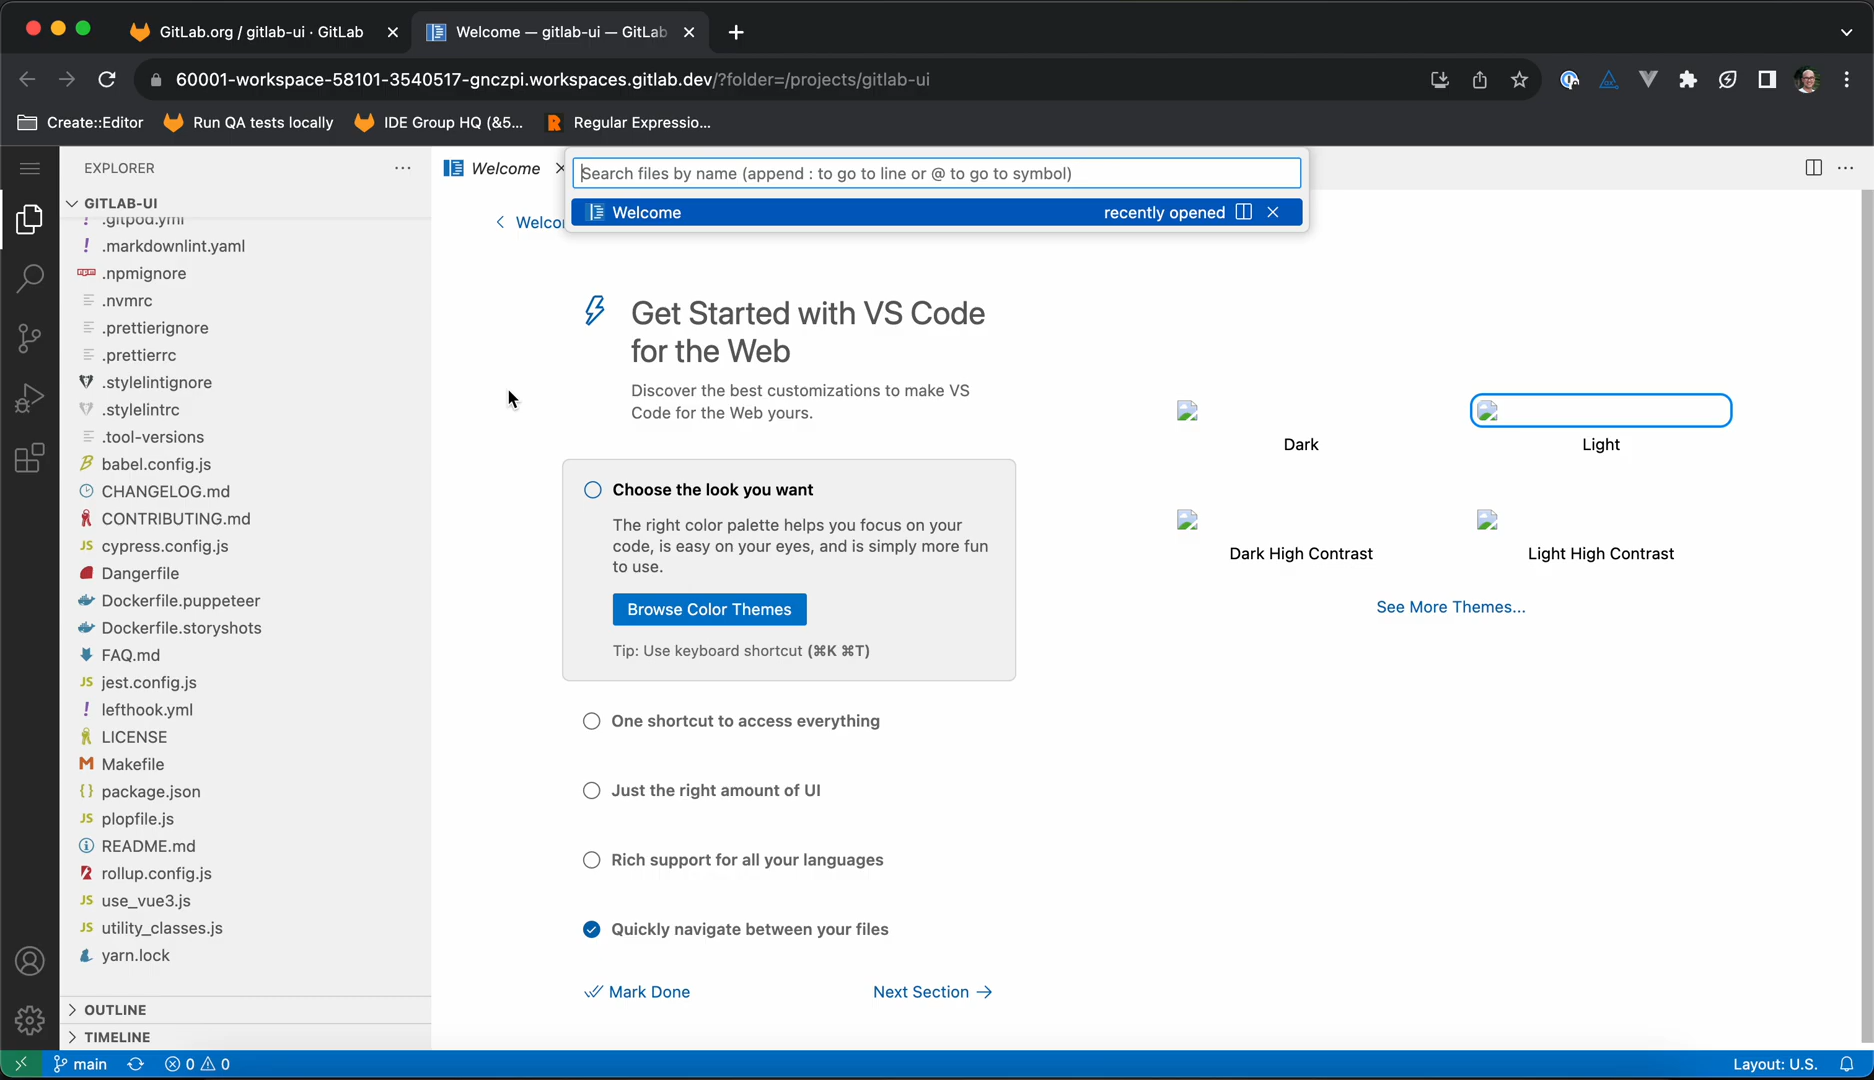 GitLab.org / gitlab-ui · GitLab
Welcome — gitlab-ui — GitLab
60001-workspace-58101-3540517-gnczpi.workspaces.gitlab.dev/?folder=/projects/gitlab-ui
Create::Editor
Run QA tests locally
IDE Group HQ (&5...
Regular Expressio...
EXPLORER
GITLAB-UI
.gitpod.yml
.markdownlint.yaml
.npmignore
.nvmrc
.prettierignore
.prettierrc
.stylelintignore
.stylelintrc
.tool-versions
babel.config.js
CHANGELOG.md
CONTRIBUTING.md
cypress.config.js
Dangerfile
Dockerfile.puppeteer
Dockerfile.storyshots
FAQ.md
jest.config.js
lefthook.yml
LICENSE
Makefile
package.json
plopfile.js
README.md
rollup.config.js
use_vue3.js
utility_classes.js
yarn.lock
OUTLINE
TIMELINE
Welcome
Search files by name (append : to go to line or @ to go to symbol)
Welcome
recently opened
Welco
Get Started with VS Code
for the Web
Discover the best customizations to make VS
Code for the Web yours.
Choose the look you want
The right color palette helps you focus on your
code, is easy on your eyes, and is simply more fun
to use.
Browse Color Themes
Tip: Use keyboard shortcut (⌘K ⌘T)
One shortcut to access everything
Just the right amount of UI
Rich support for all your languages
Quickly navigate between your files
Mark Done
Next Section →
Dark
Light
Dark High Contrast
Light High Contrast
See More Themes...
main
0
0
Layout: U.S.